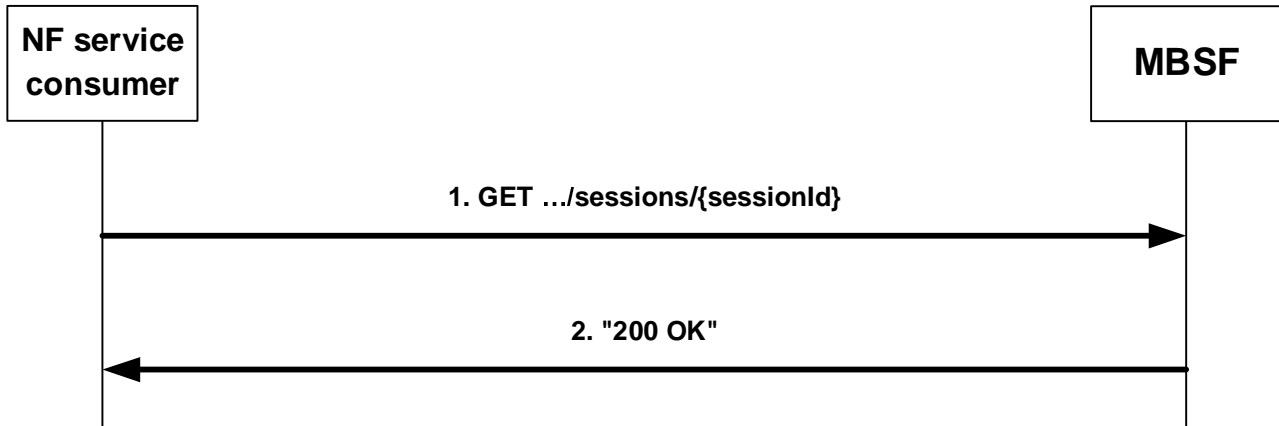 NF service
consumer
MBSF
1. GET …/sessions/{sessionId}
2. "200 OK"